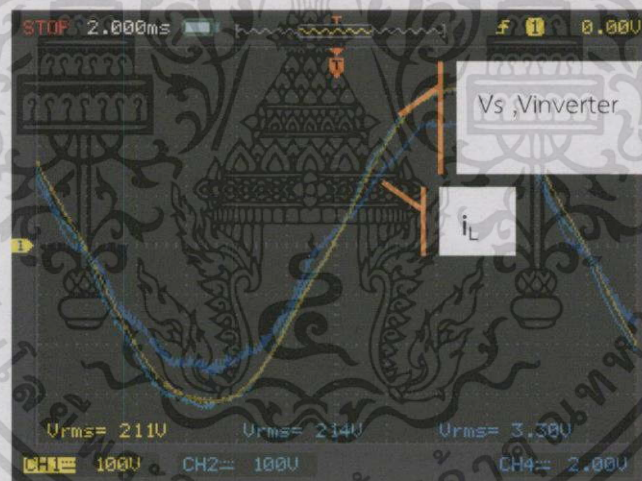 STOP 2.000ms 1 0.00V
T
T
Vs ,Vinverter
iL
1
Vrms= 211V Vrms= 214V Vrms= 3.30V
CH1 100V CH2 100V CH4 2.00V